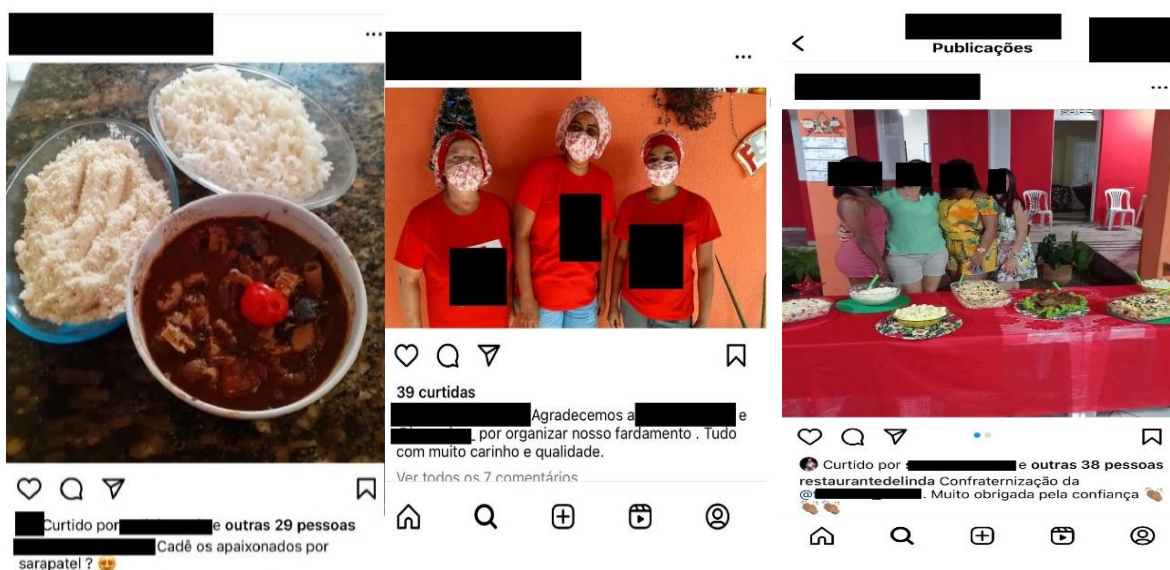 Curtido por e outras 29 pessoas
Cadê os apaixonados por
sarapatel ? 😍
39 curtidas
Agradecemos a e
por organizar nosso fardamento . Tudo
com muito carinho e qualidade.
Ver todos os 7 comentários
Publicações
Curtido por e outras 38 pessoas
restaurantedelinda Confraternização da
@ . Muito obrigada pela confiança 👏🏽
👏🏽👏🏽